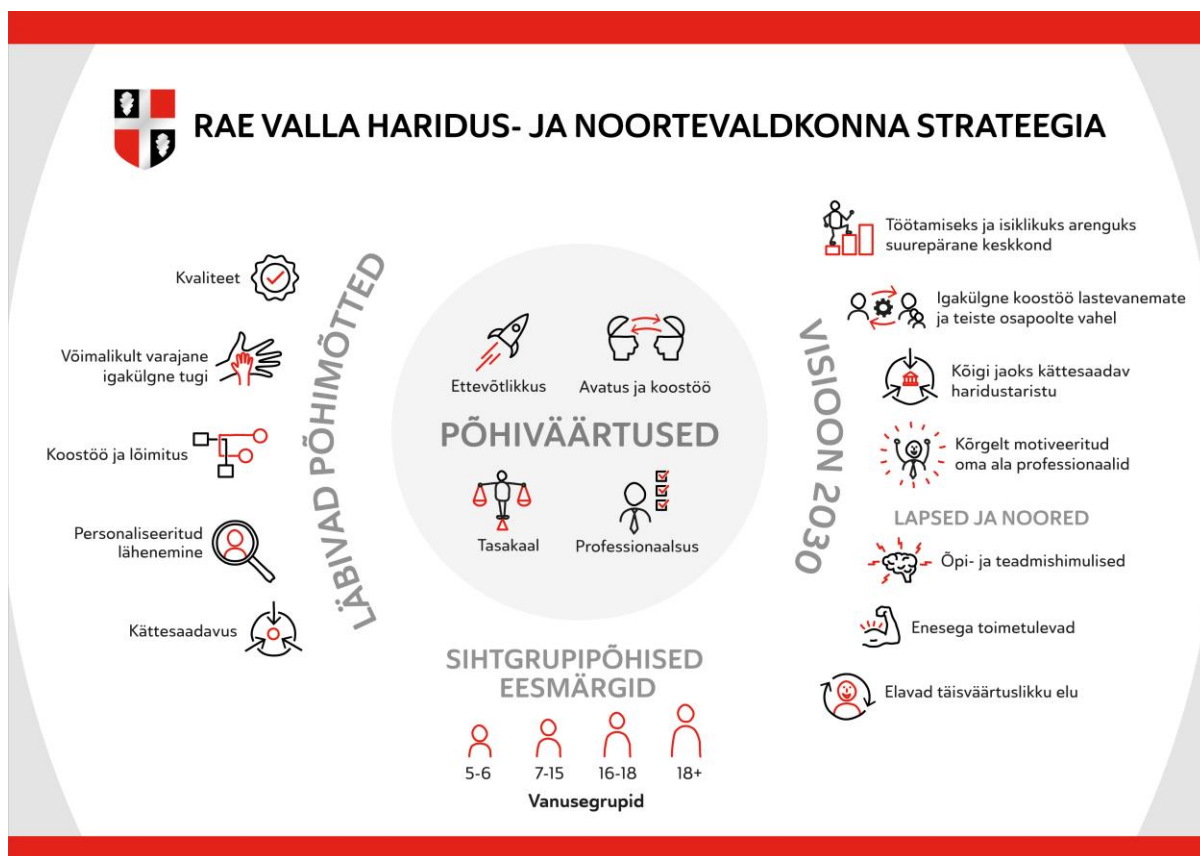 RAE VALLA HARIDUS- JA NOORTEVALDKONNA STRATEEGIA
LÄBIVAD PÕHIMÕTTED
Kvaliteet
Võimalikult varajane
igakülgne tugi
Koostöö ja lõimitus
Personaliseeritud
lähenemine
Kättesaadavus
Ettevõtlikkus
Avatus ja koostöö
PÕHIVÄÄRTUSED
Tasakaal
Professionaalsus
SIHTGRUPIPÕHISED
EESMÄRGID
5-6
7-15
16-18
18+
Vanusegrupid
VISIOON 2030
Töötamiseks ja isiklikuks arenguks
suurepärane keskkond
Igakülgne koostöö lastevanemate
ja teiste osapoolte vahel
Kõigi jaoks kättesaadav
haridustaristu
Kõrgelt motiveeritud
oma ala professionaalid
LAPSED JA NOORED
Õpi- ja teadmishimulised
Enesega toimetulevad
Elavad täisväärtuslikku elu